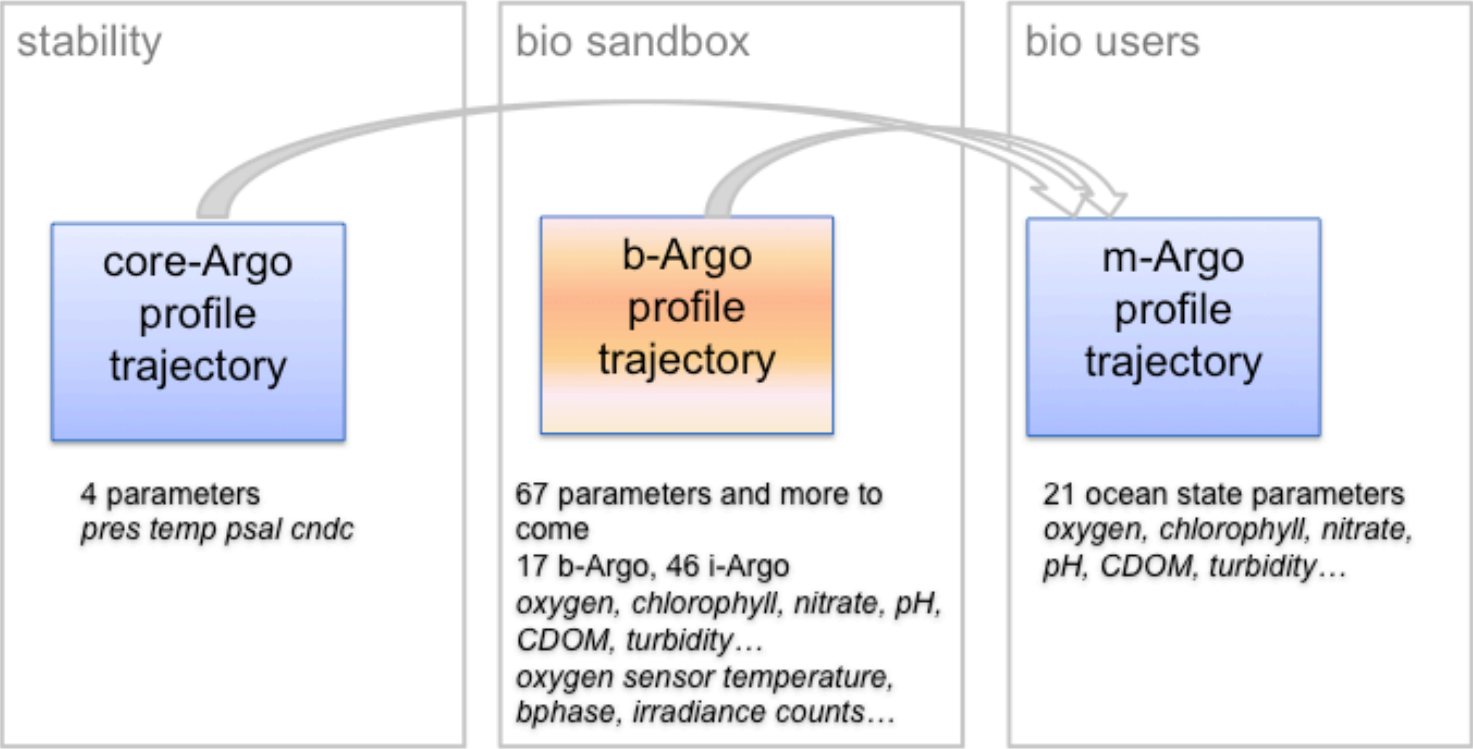 stability
core-Argo
profile
trajectory
4 parameters
pres temp psal cndc
bio sandbox
b-Argo
profile
trajectory
67 parameters and more to
come
17 b-Argo, 46 i-Argo
oxygen, chlorophyll, nitrate, pH,
CDOM, turbidity…
oxygen sensor temperature,
bphase, irradiance counts…
bio users
m-Argo
profile
trajectory
21 ocean state parameters
oxygen, chlorophyll, nitrate,
pH, CDOM, turbidity…